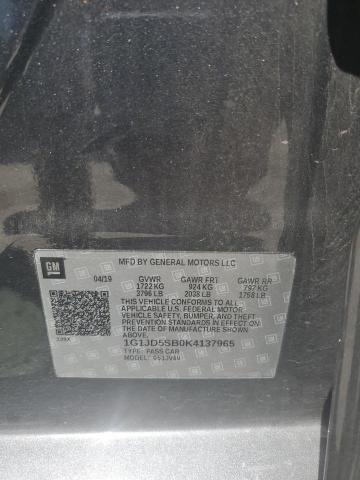 GM
MFD BY GENERAL MOTORS LLC
04/19 GVWR GAWR FRT GAWR RR
1722 KG 924 KG 797 KG
3796 LB 2038 LB 1758 LB
THIS VEHICLE CONFORMS TO ALL
APPLICABLE U.S. FEDERAL MOTOR
VEHICLE SAFETY, BUMPER, AND THEFT
PREVENTION STANDARDS IN EFFECT ON THE
DATE OF MANUFACTURE SHOWN
ABOVE.
1G1JD5SB0K4137965
TYPE: PASS CAR
MODEL: